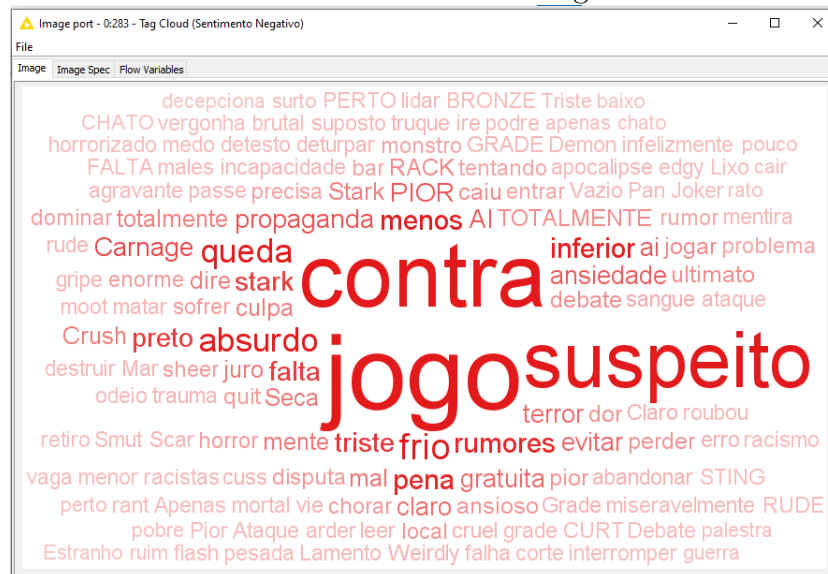 Image port - 0:283 - Tag Cloud (Sentimento Negativo)
File
Image Image Spec Flow Variables
decepciona surto PERTO lidar BRONZE Triste baixo
CHATO vergonha brutal suposto truque ire podre apenas chato
horrorizado medo detesto deturpar monstro GRADE Demon infelizmente pouco
FALTA males incapacidade bar RACK tentando apocalipse edgy Lixo cair
agravante passe precisa Stark PIOR caiu entrar Vazio Pan Joker rato
dominar totalmente propaganda menos AI TOTALMENTE rumor mentira
rude Carnage queda contra inferior ai jogar problema
gripe enorme dire stark ansiedade ultimato
moot matar sofrer culpa debate sangue ataque
Crush preto absurdo jogo suspeito
destruir Mar sheer juro falta
odeio trauma quit Seca terror dor Claro roubou
retiro Smut Scar horror mente triste frio rumores evitar perder erro racismo
vaga menor racistas cuss disputa mal pena gratuita pior abandonar STING
perto rant Apenas mortal vie chorar claro ansioso Grade miseravelmente RUDE
pobre Pior Ataque arder leer local cruel grade CURT Debate palestra
Estranho ruim flash pesada Lamento Weirdly falha corte interromper guerra